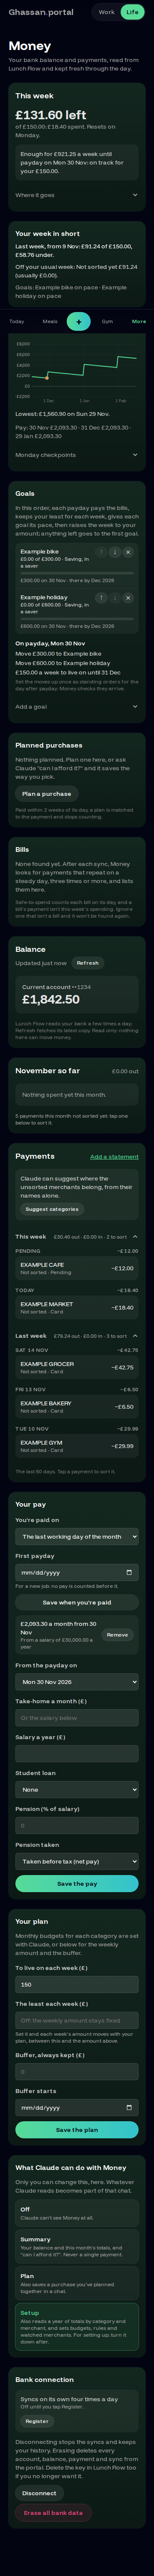 Ghassan.portal
Work
Life
Money
Your bank balance and payments, read from
Lunch Flow and kept fresh through the day.
This week
£131.60 left
of £150.00; £18.40 spent. Resets on
Monday.
Enough for £921.25 a week until
payday on Mon 30 Nov: on track for
your £150.00.
Where it goes
Your week in short
Last week, from 9 Nov: £91.24 of £150.00,
£58.76 under.
Off your usual week: Not sorted yet £91.24
(usually £0.00).
Goals: Example bike on pace · Example
holiday on pace
Today
Meals
+
Gym
More
£8,000
£6,000
£4,000
£2,000
£0
-£2,000
1 Dec
1 Jan
1 Feb
Lowest: £1,560.90 on Sun 29 Nov.
Pay: 30 Nov £2,093.30 · 31 Dec £2,093.30 ·
29 Jan £2,093.30
Monday checkpoints
Goals
In this order, each payday pays the bills,
keeps your least for each week, gives each
goal its pace, then raises the week to your
amount; anything left goes to the first goal.
Example bike
£0.00 of £300.00 · Saving, in
a saver
£300.00 on 30 Nov · there by Dec 2026
Example holiday
£0.00 of £600.00 · Saving, in
a saver
£600.00 on 30 Nov · there by Dec 2026
On payday, Mon 30 Nov
Move £300.00 to Example bike
Move £600.00 to Example holiday
£150.00 a week to live on until 31 Dec
Set the moves up once as standing orders for the
day after payday: Money checks they arrive.
Add a goal
Planned purchases
Nothing planned. Plan one here, or ask
Claude "can I afford it?" and it saves the
way you pick.
Plan a purchase
Paid within 2 weeks of its day, a plan is matched
to the payment and stops counting.
Bills
None found yet. After each sync, Money
looks for payments that repeat on a
steady day, three times or more, and lists
them here.
Safe-to-spend counts each bill on its day, and a
bill's payment isn't this week's spending. Ignore
one that isn't a bill and it won't be found again.
Balance
Updated just now
Refresh
Current account ••1234
£1,842.50
Lunch Flow reads your bank a few times a day.
Refresh fetches its latest copy. Read only: nothing
here can move money.
November so far
£0.00 out
Nothing spent yet this month.
5 payments this month not sorted yet: tap one
below to sort it.
Payments
Add a statement
Claude can suggest where the
unsorted merchants belong, from their
names alone.
Suggest categories
This week
£30.40 out · £0.00 in · 2 to sort
PENDING
−£12.00
EXAMPLE CAFE
Not sorted · Pending
−£12.00
TODAY
−£18.40
EXAMPLE MARKET
Not sorted · Card
−£18.40
Last week
£79.24 out · £0.00 in · 3 to sort
SAT 14 NOV
−£42.75
EXAMPLE GROCER
Not sorted · Card
−£42.75
FRI 13 NOV
−£6.50
EXAMPLE BAKERY
Not sorted · Card
−£6.50
TUE 10 NOV
−£29.99
EXAMPLE GYM
Not sorted · Card
−£29.99
The last 60 days. Tap a payment to sort it.
Your pay
You're paid on
The last working day of the month
First payday
mm/dd/yyyy
For a new job: no pay is counted before it.
Save when you're paid
£2,093.30 a month from 30
Nov
From a salary of £30,000.00 a
year
Remove
From the payday on
Mon 30 Nov 2026
Take-home a month (£)
Or the salary below
Salary a year (£)
Student loan
None
Pension (% of salary)
0
Pension taken
Taken before tax (net pay)
Save the pay
Your plan
Monthly budgets for each category are set
with Claude, or below for the weekly
amount and the buffer.
To live on each week (£)
150
The least each week (£)
Off: the weekly amount stays fixed
Set it and each week's amount moves with your
plan, between this and the amount above.
Buffer, always kept (£)
0
Buffer starts
mm/dd/yyyy
Save the plan
What Claude can do with Money
Only you can change this, here. Whatever
Claude reads becomes part of that chat.
Off
Claude can't see Money at all.
Summary
Your balance and this month's totals, and
"can I afford it?". Never a single payment.
Plan
Also saves a purchase you've planned
together in a chat.
Setup
Also reads a year of totals by category and
merchant, and sets budgets, rules and
watched merchants. For setting up: turn it
down after.
Bank connection
Syncs on its own four times a day
Off until you tap Register.
Register
Disconnecting stops the syncs and keeps
your history. Erasing deletes every
account, balance, payment and sync from
the portal. Delete the key in Lunch Flow too
if you no longer want it.
Disconnect
Erase all bank data